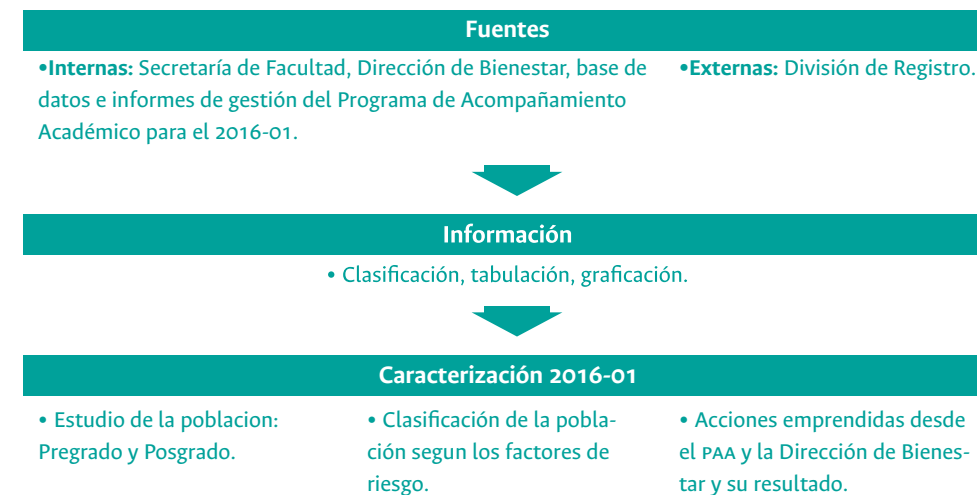 Fuentes
•Internas: Secretaría de Facultad, Dirección de Bienestar, base de
datos e informes de gestión del Programa de Acompañamiento
Académico para el 2016-01.
•Externas: División de Registro.
Información
• Clasificación, tabulación, graficación.
Caracterización 2016-01
• Estudio de la poblacion:
Pregrado y Posgrado.
• Clasificación de la pobla-
ción segun los factores de
riesgo.
• Acciones emprendidas desde
el PAA y la Dirección de Bienes-
tar y su resultado.